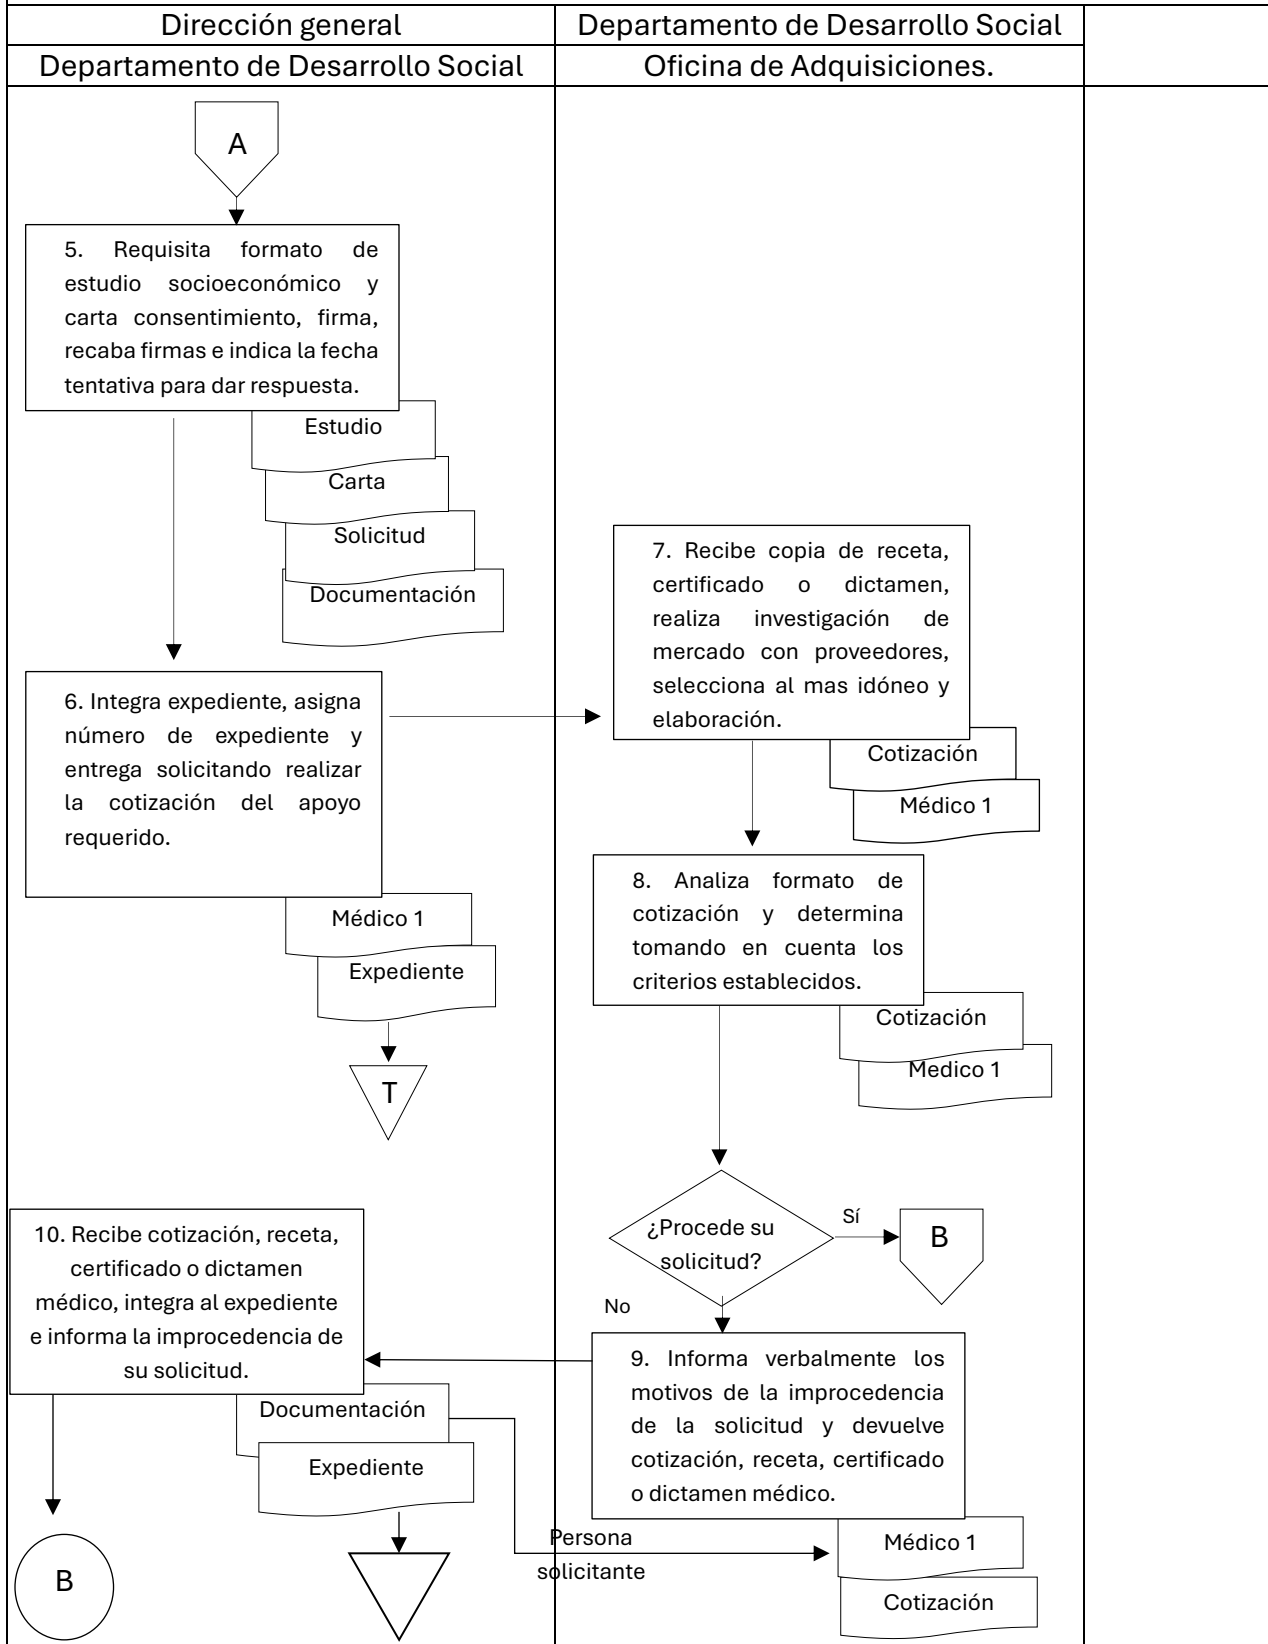 Dirección general
Departamento de Desarrollo Social
Departamento de Desarrollo Social
Oficina de Adquisiciones.
A
5. Requisita formato de
estudio socioeconómico y
carta consentimiento, firma,
recaba firmas e indica la fecha
tentativa para dar respuesta.
Estudio
Carta
Solicitud
Documentación
6. Integra expediente, asigna
número de expediente y
entrega solicitando realizar
la cotización del apoyo
requerido.
Médico 1
Expediente
T
7. Recibe copia de receta,
certificado o dictamen,
realiza investigación de
mercado con proveedores,
selecciona al mas idóneo y
elaboración.
Cotización
Médico 1
8. Analiza formato de
cotización y determina
tomando en cuenta los
criterios establecidos.
Cotización
Medico 1
¿Procede su
solicitud?
Sí
B
No
9. Informa verbalmente los
motivos de la improcedencia
de la solicitud y devuelve
cotización, receta, certificado
o dictamen médico.
Médico 1
Cotización
10. Recibe cotización, receta,
certificado o dictamen
médico, integra al expediente
e informa la improcedencia de
su solicitud.
Documentación
Expediente
Persona
solicitante
B